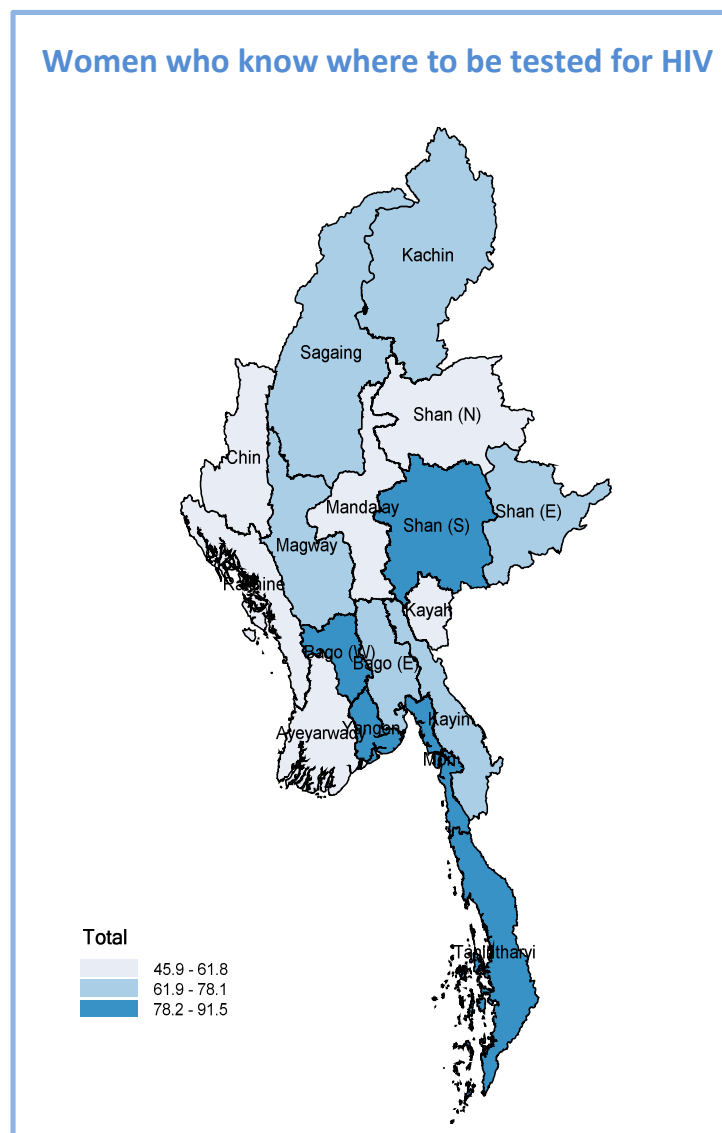 Women who know where to be tested for HIV
Kachin
Sagaing
Shan (N)
Chin
Mandalay
Shan (E)
Shan (S)
Magway
Rakhine
Kayah
Bago (W)
Bago (E)
Kayin
Yangon
Ayeyarwady
Mon
Tanintharyi
Total
45.9 - 61.8
61.9 - 78.1
78.2 - 91.5